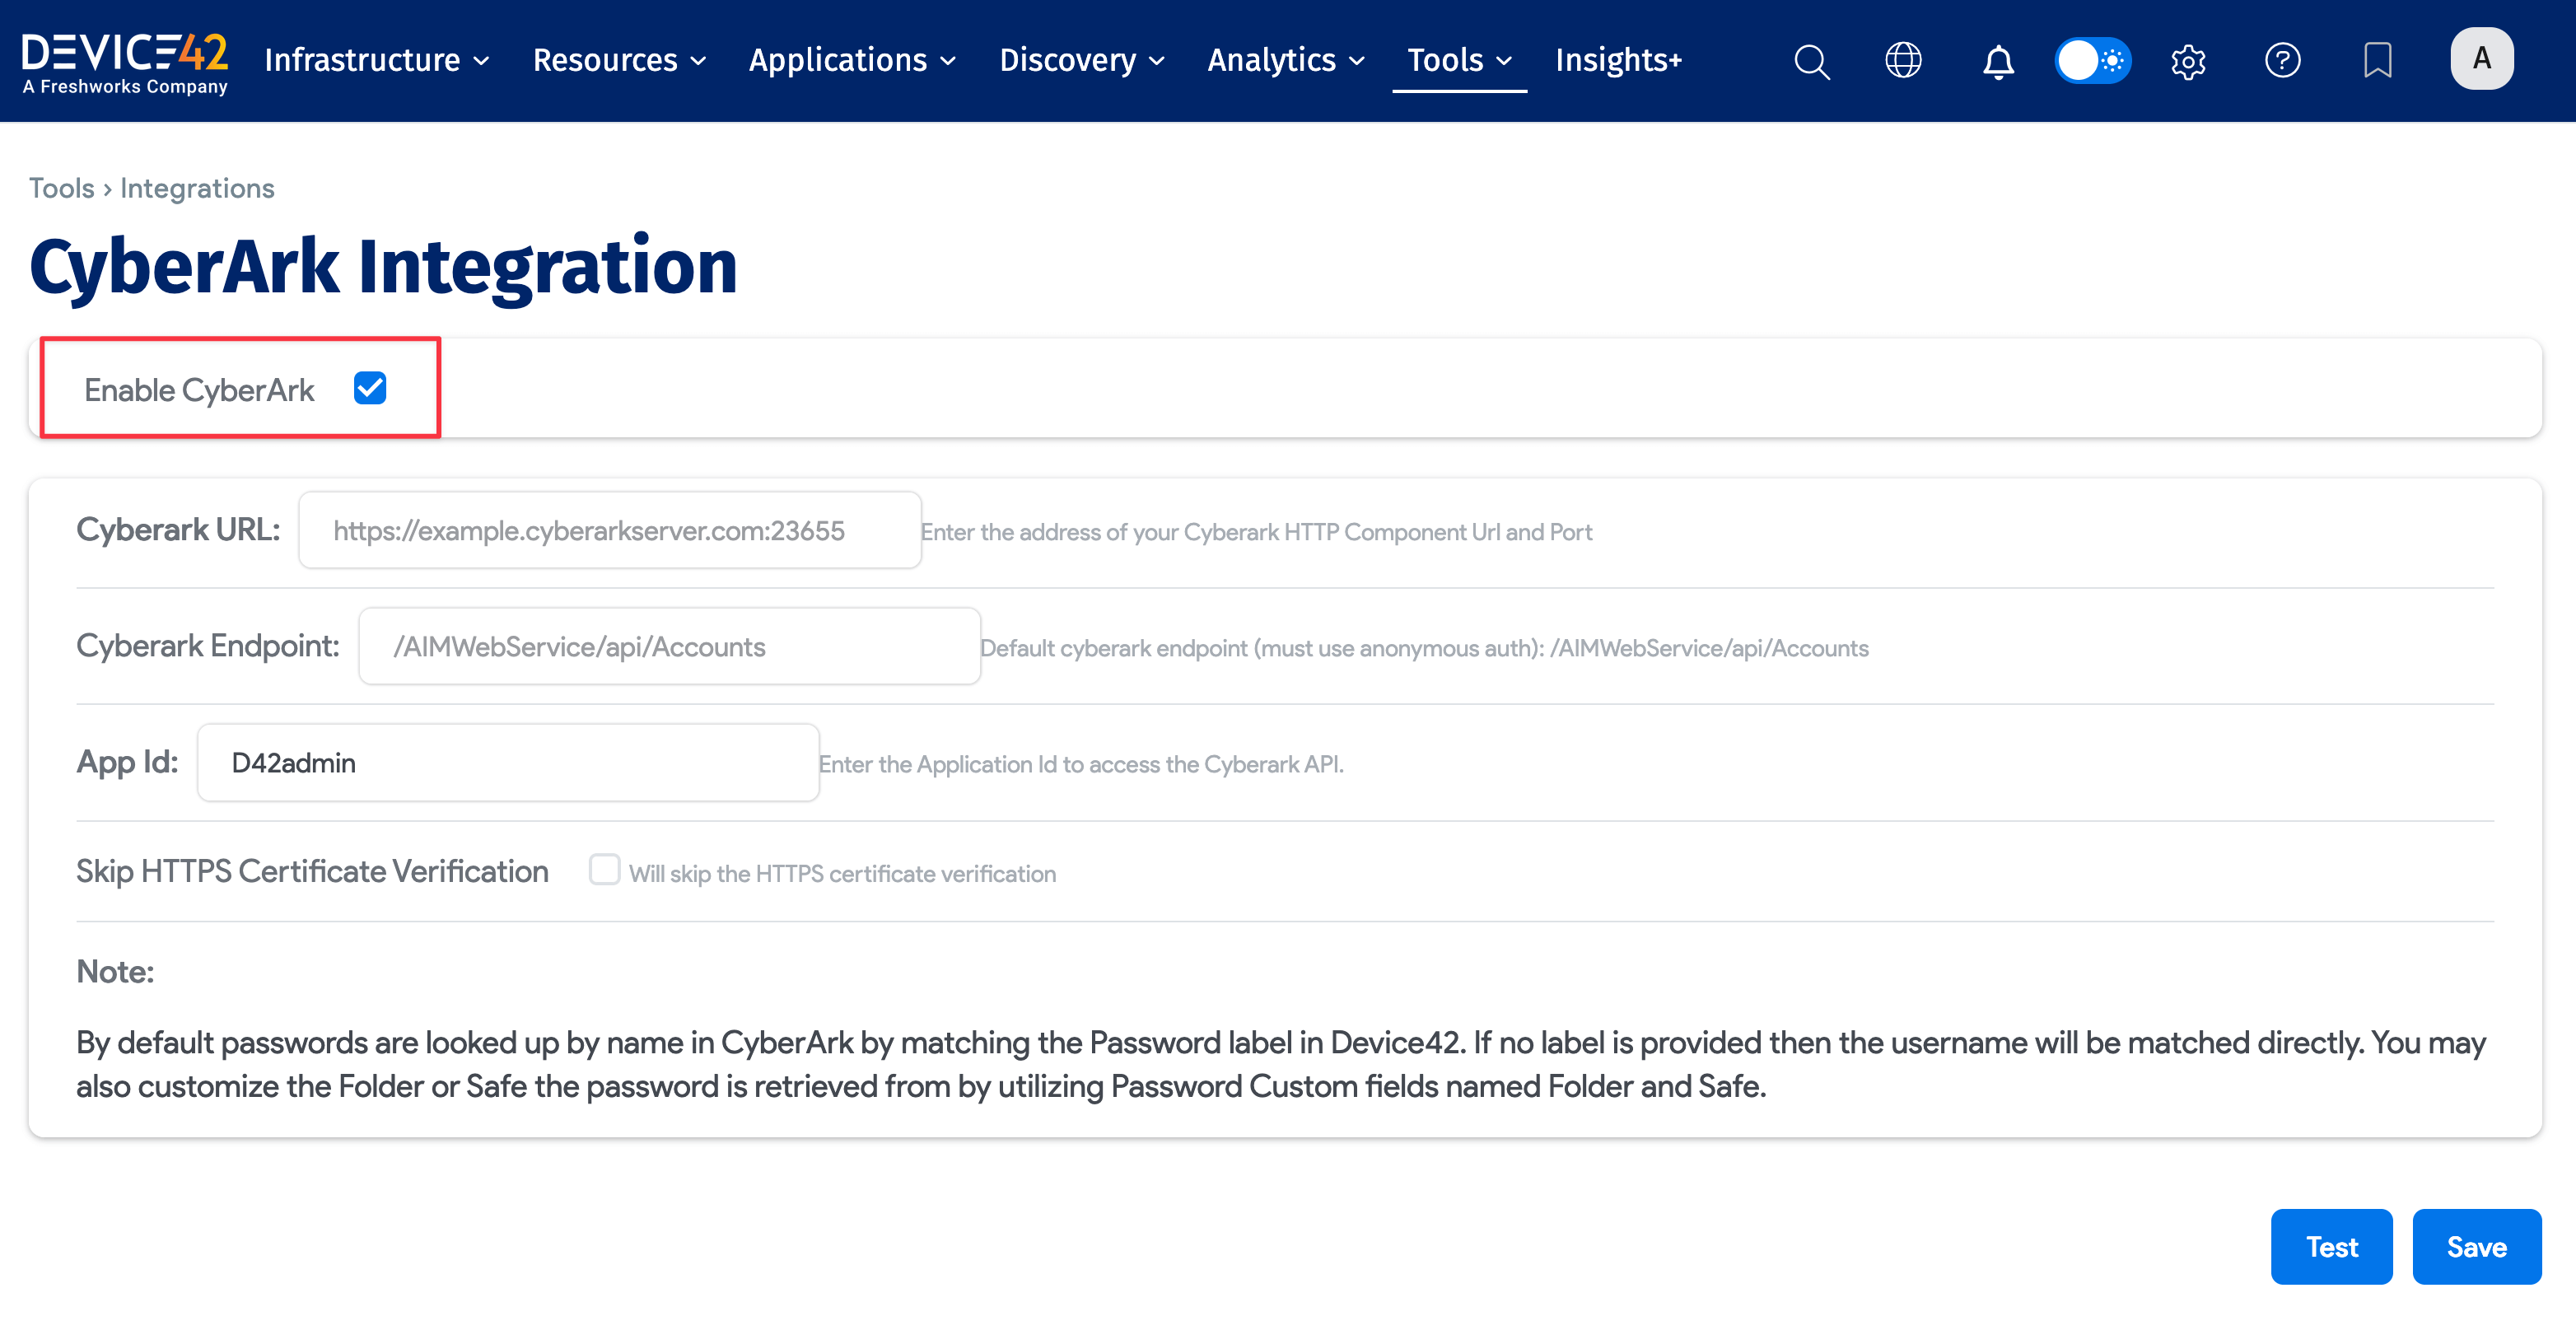 DEVICE42
A Freshworks Company
Infrastructure Resources Applications Discovery Analytics Tools Insights+ A
Tools › Integrations
CyberArk Integration
Enable CyberArk
Cyberark URL: https://example.cyberarkserver.com:23655 Enter the address of your Cyberark HTTP Component Url and Port
Cyberark Endpoint: /AIMWebService/api/Accounts Default cyberark endpoint (must use anonymous auth): /AIMWebService/api/Accounts
App Id: D42admin Enter the Application Id to access the Cyberark API.
Skip HTTPS Certificate Verification Will skip the HTTPS certificate verification
Note:
By default passwords are looked up by name in CyberArk by matching the Password label in Device42. If no label is provided then the username will be matched directly. You may
also customize the Folder or Safe the password is retrieved from by utilizing Password Custom fields named Folder and Safe.
Test Save